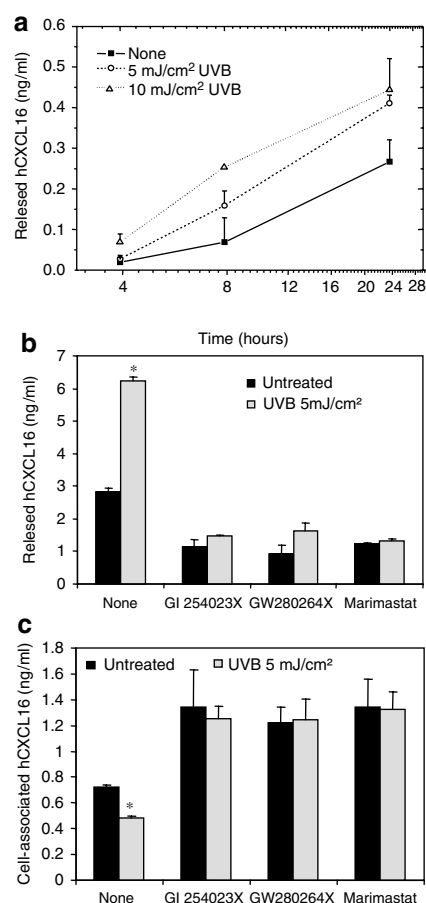 a
Relesed hCXCL16 (ng/ml)
0.6
0.5
0.4
0.3
0.2
0.1
0.0
None
5 mJ/cm² UVB
10 mJ/cm² UVB
4 8 12 16 20 24 28
Time (hours)
b
Relesed hCXCL16 (ng/ml)
7
6
5
4
3
2
1
0
*
Untreated
UVB 5mJ/cm²
None GI 254023X GW280264X Marimastat
c
Cell-associated hCXCL16 (ng/ml)
1.8
1.6
1.4
1.2
1
0.8
0.6
0.4
0.2
0
Untreated UVB 5 mJ/cm²
*
None GI 254023X GW280264X Marimastat